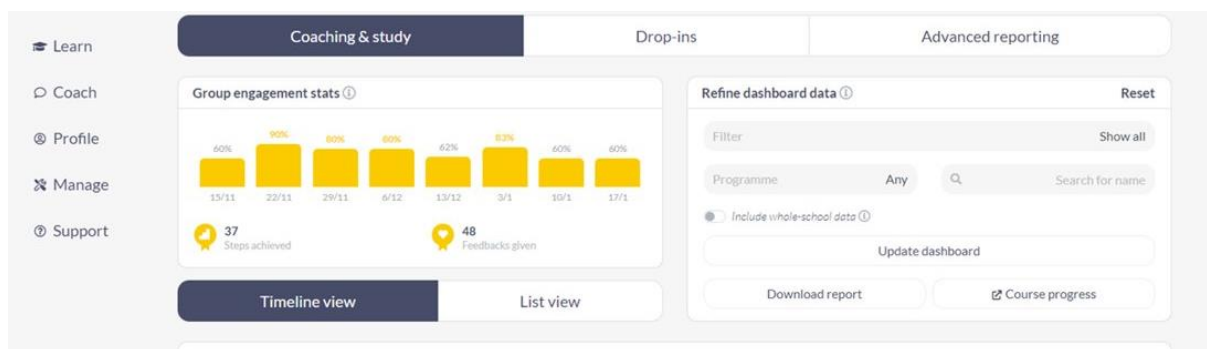 Learn
Coach
Profile
Manage
Support
Coaching & study
Drop-ins
Advanced reporting
Group engagement stats
60% 90% 80% 80% 62% 83% 60% 60%
15/11 22/11 29/11 6/12 13/12 3/1 10/1 17/1
37
Steps achieved
48
Feedbacks given
Timeline view
List view
Refine dashboard data
Reset
Filter
Show all
Programme
Any
Search for name
Include whole-school data
Update dashboard
Download report
Course progress